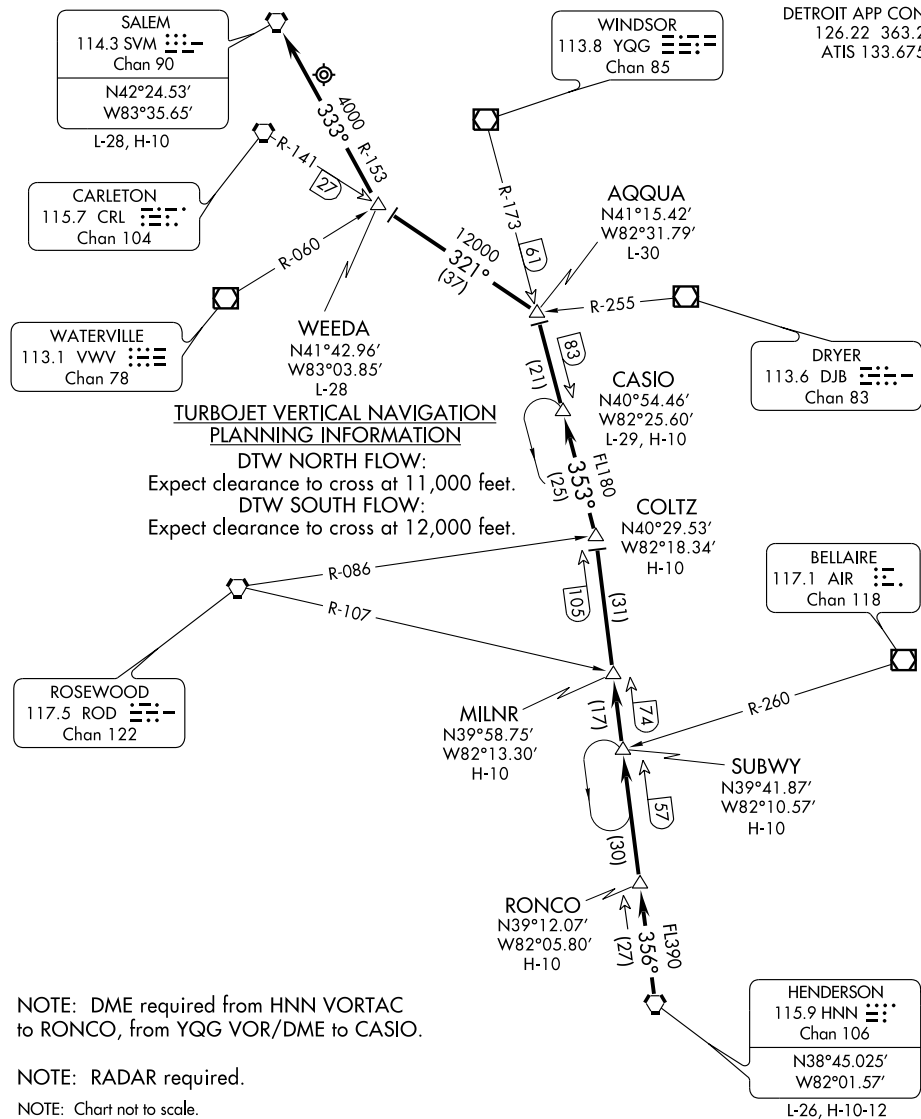 SALEM
114.3 SVM
Chan 90
N42°24.53'
W83°35.65'
L-28, H-10
WINDSOR
113.8 YQG
Chan 85
DETROIT APP CON
126.22 363.2
ATIS 133.675
4000
333°
R-153
R-141
27
CARLETON
115.7 CRL
Chan 104
R-060
WATERVILLE
113.1 VWV
Chan 78
R-173
61
AQQUA
N41°15.42'
W82°31.79'
L-30
12000
321°
(37)
R-255
DRYER
113.6 DJB
Chan 83
WEEDA
N41°42.96'
W83°03.85'
L-28
83
(21)
CASIO
N40°54.46'
W82°25.60'
L-29, H-10
TURBOJET VERTICAL NAVIGATION
PLANNING INFORMATION
DTW NORTH FLOW:
Expect clearance to cross at 11,000 feet.
DTW SOUTH FLOW:
Expect clearance to cross at 12,000 feet.
FL180
353°
(25)
COLTZ
N40°29.53'
W82°18.34'
H-10
R-086
R-107
105
(31)
BELLAIRE
117.1 AIR
Chan 118
ROSEWOOD
117.5 ROD
Chan 122
MILNR
N39°58.75'
W82°13.30'
H-10
74
(17)
R-260
SUBWY
N39°41.87'
W82°10.57'
H-10
57
(30)
RONCO
N39°12.07'
W82°05.80'
H-10
FL390
356°
(27)
HENDERSON
115.9 HNN
Chan 106
N38°45.025'
W82°01.57'
L-26, H-10-12
NOTE: DME required from HNN VORTAC
to RONCO, from YQG VOR/DME to CASIO.
NOTE: RADAR required.
NOTE: Chart not to scale.